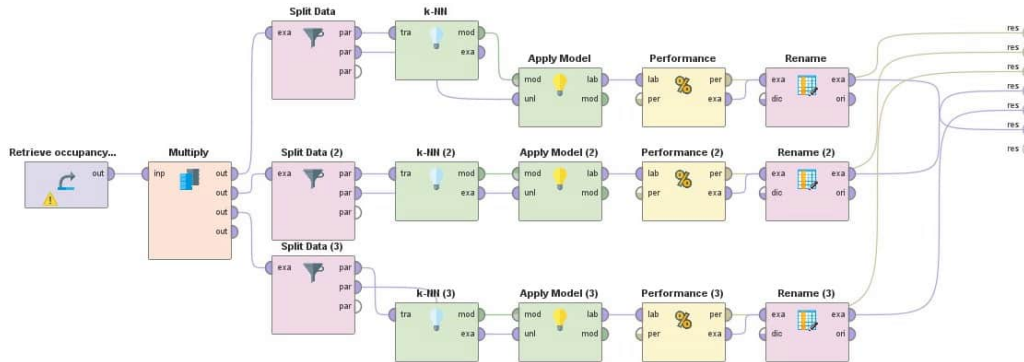 Split Data
k-NN
exa par tra mod
par exa
par
Apply Model
Performance
Rename
mod lab lab per exa exa
unl mod per exa dic ori
res
res
res
res
res
res
res
Retrieve occupancy...
Multiply
Split Data (2)
k-NN (2)
Apply Model (2)
Performance (2)
Rename (2)
out inp out exa par tra mod mod lab lab per exa exa
out par exa unl mod per exa dic ori
out par
out
Split Data (3)
exa par
par
par
k-NN (3)
Apply Model (3)
Performance (3)
Rename (3)
tra mod mod lab lab per exa exa
exa unl mod per exa dic ori